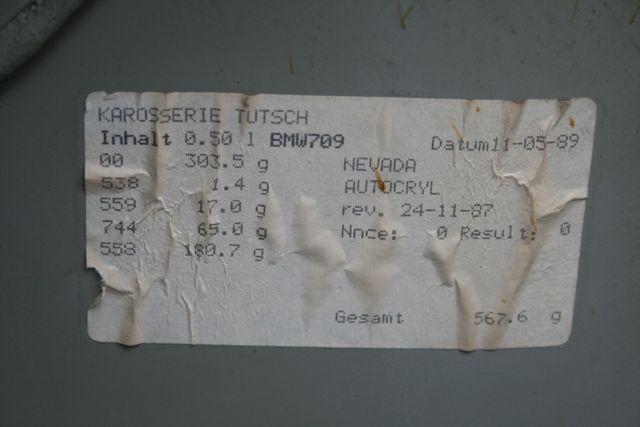 KAROSSERIE TUTSCH
Inhalt 0.50 l BMW709 Datum11-05-89
00 303.5 g NEVADA
538 1.4 g AUTOCRYL
559 17.0 g rev. 24-11-87
744 65.0 g Nnce: 0 Result: 0
558 180.7 g
Gesamt 567.6 g